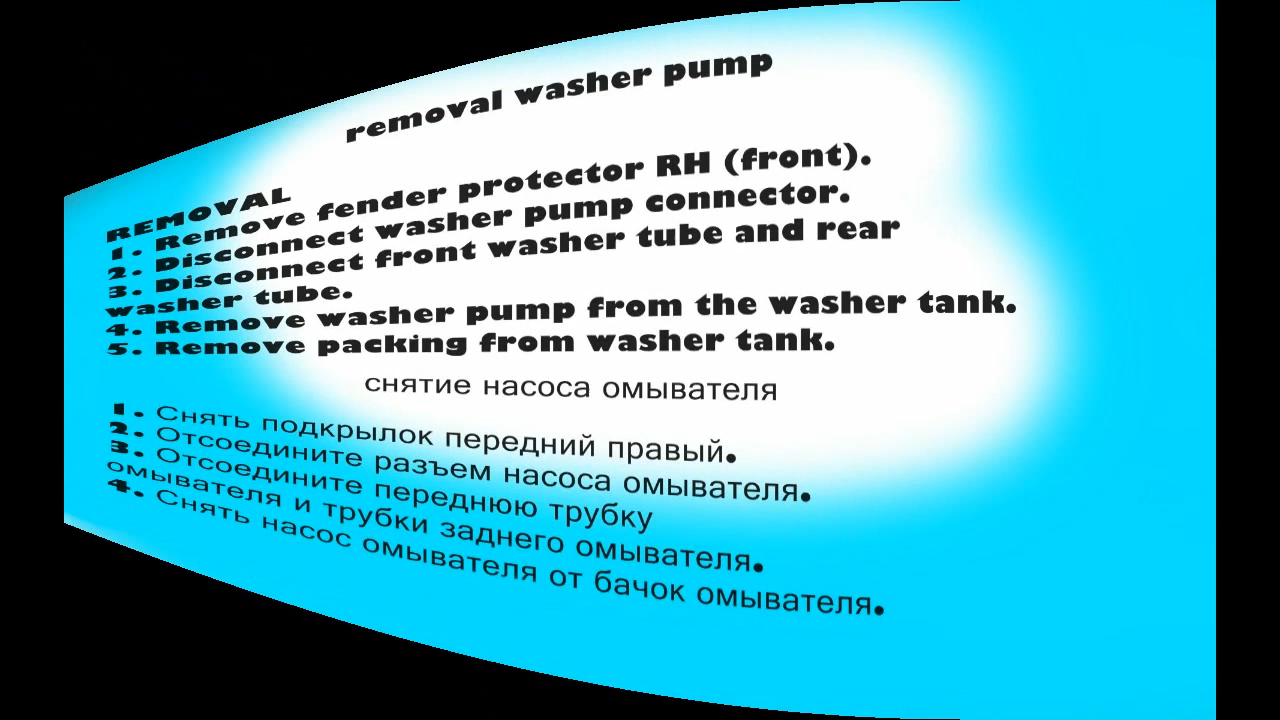 removal washer pump
REMOVAL
1. Remove fender protector RH (front).
2. Disconnect washer pump connector.
3. Disconnect front washer tube and rear
washer tube.
4. Remove washer pump from the washer tank.
5. Remove packing from washer tank.
снятие насоса омывателя
1. Снять подкрылок передний правый.
2. Отсоедините разъем насоса омывателя.
3. Отсоедините переднюю трубку
омывателя и трубки заднего омывателя.
4. Снять насос омывателя от бачок омывателя.